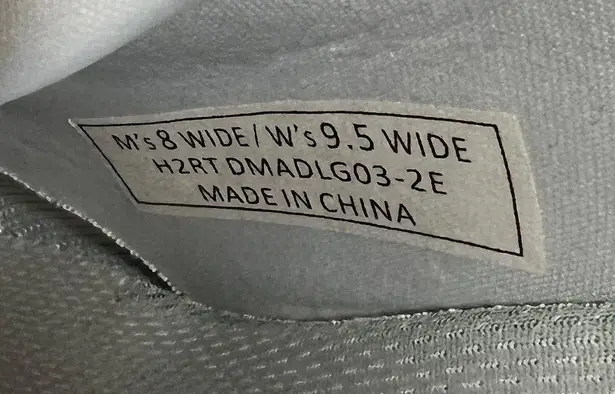 M's 8 WIDE / W's 9.5 WIDE
H2RT DMADLG03-2E
MADE IN CHINA